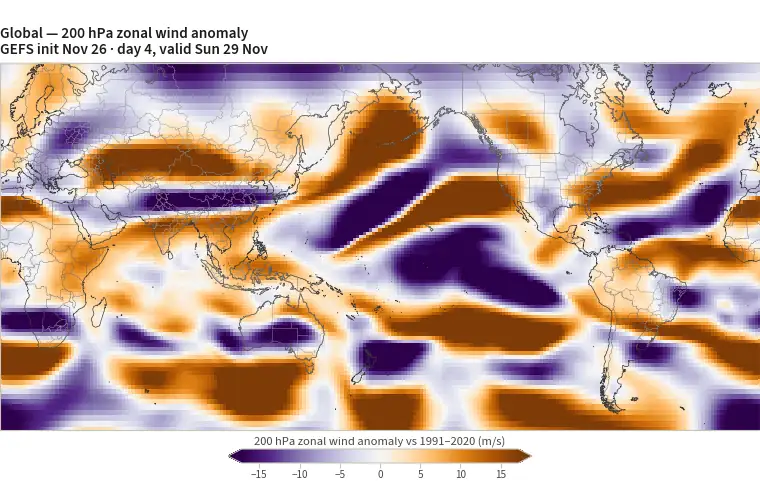 Global — 200 hPa zonal wind anomaly
GEFS init Nov 26 · day 4, valid Sun 29 Nov
200 hPa zonal wind anomaly vs 1991–2020 (m/s)
−15 −10 −5 0 5 10 15